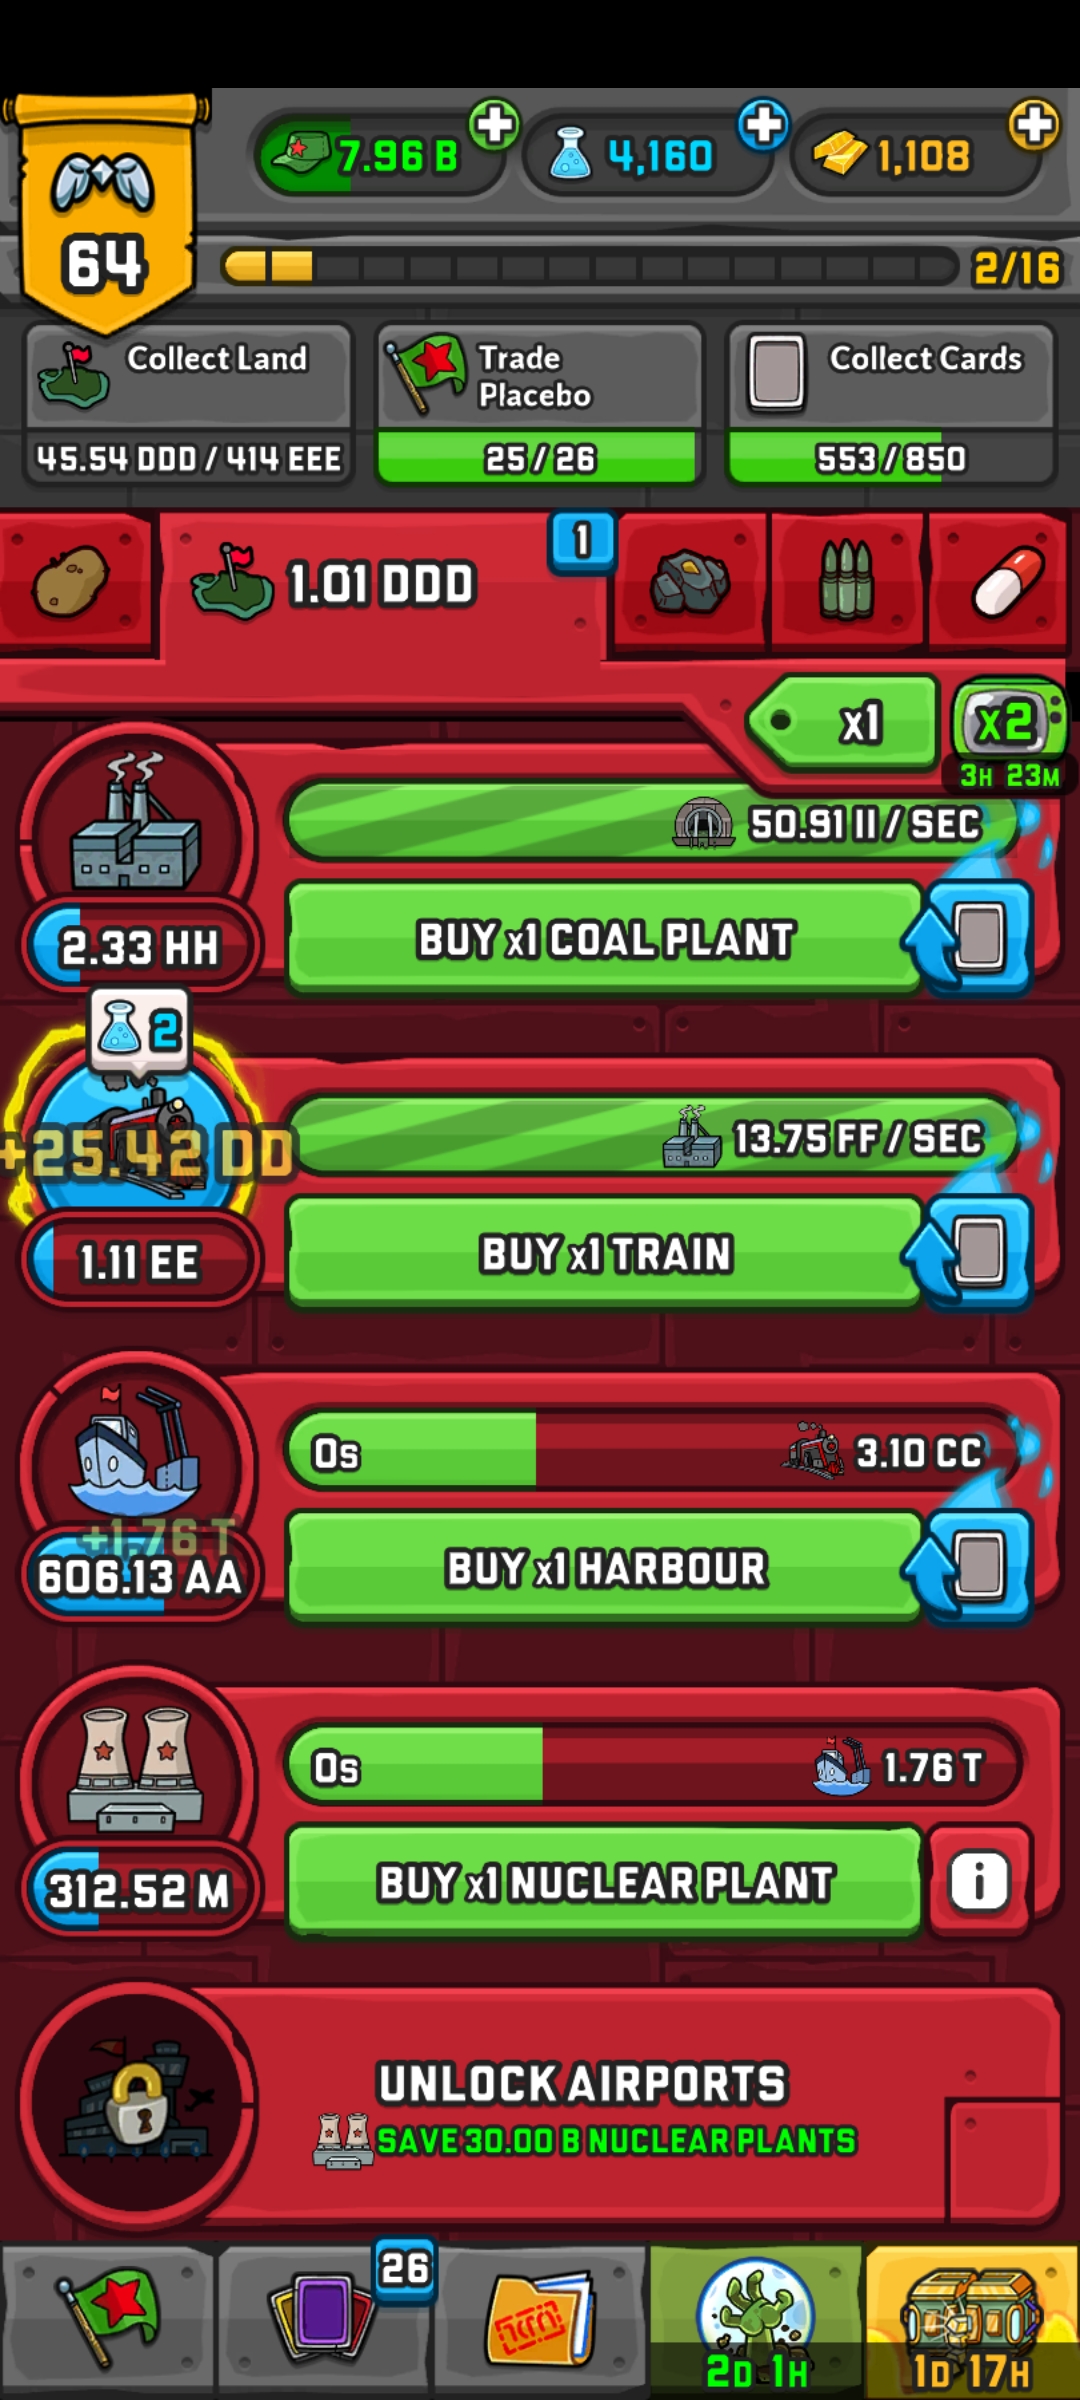 7.96 B
4,160
1,108
64
2/16
Collect Land
45.54 DDD / 414 EEE
Trade
Placebo
25 / 26
Collect Cards
553 / 850
1.01 DDD
1
x1
x2
3H 23M
50.91 II / SEC
2.33 HH
BUY x1 COAL PLANT
2
+25.42 DD
13.75 FF / SEC
1.11 EE
BUY x1 TRAIN
0s
3.10 CC
+1.76 T
606.13 AA
BUY x1 HARBOUR
0s
1.76 T
312.52 M
BUY x1 NUCLEAR PLANT
i
UNLOCK AIRPORTS
SAVE 30.00 B NUCLEAR PLANTS
26
2D 1H
1D 17H